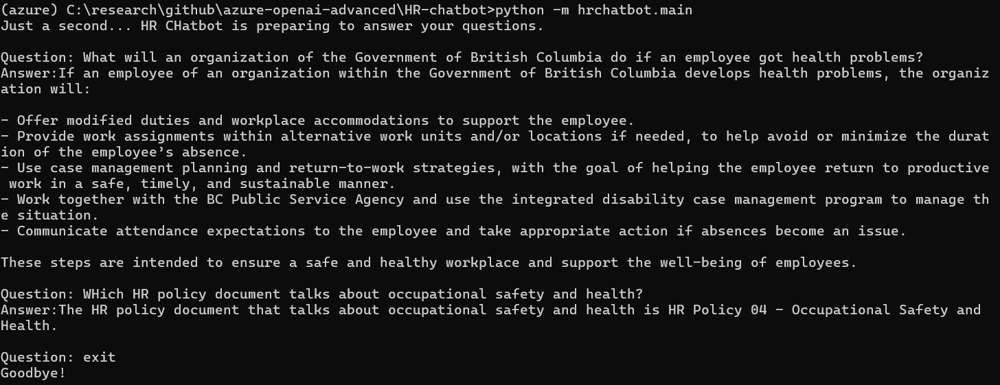 (azure) C:\research\github\azure-openai-advanced\HR-chatbot>python -m hrchatbot.main
Just a second... HR CHatbot is preparing to answer your questions.
Question: What will an organization of the Government of British Columbia do if an employee got health problems?
Answer:If an employee of an organization within the Government of British Columbia develops health problems, the organiz
ation will:
- Offer modified duties and workplace accommodations to support the employee.
- Provide work assignments within alternative work units and/or locations if needed, to help avoid or minimize the durat
ion of the employee’s absence.
- Use case management planning and return-to-work strategies, with the goal of helping the employee return to productive
 work in a safe, timely, and sustainable manner.
- Work together with the BC Public Service Agency and use the integrated disability case management program to manage th
e situation.
- Communicate attendance expectations to the employee and take appropriate action if absences become an issue.
These steps are intended to ensure a safe and healthy workplace and support the well-being of employees.
Question: WHich HR policy document talks about occupational safety and health?
Answer:The HR policy document that talks about occupational safety and health is HR Policy 04 - Occupational Safety and
Health.
Question: exit
Goodbye!